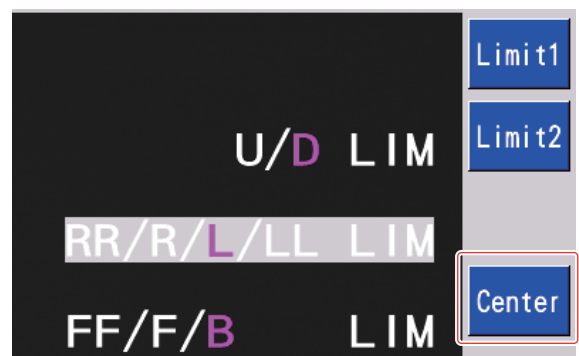 Limit1
Limit2
U/D LIM
RR/R/L/LL LIM
Center
FF/F/B LIM